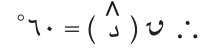 ∴ ٯ (د^) = ٦٠°